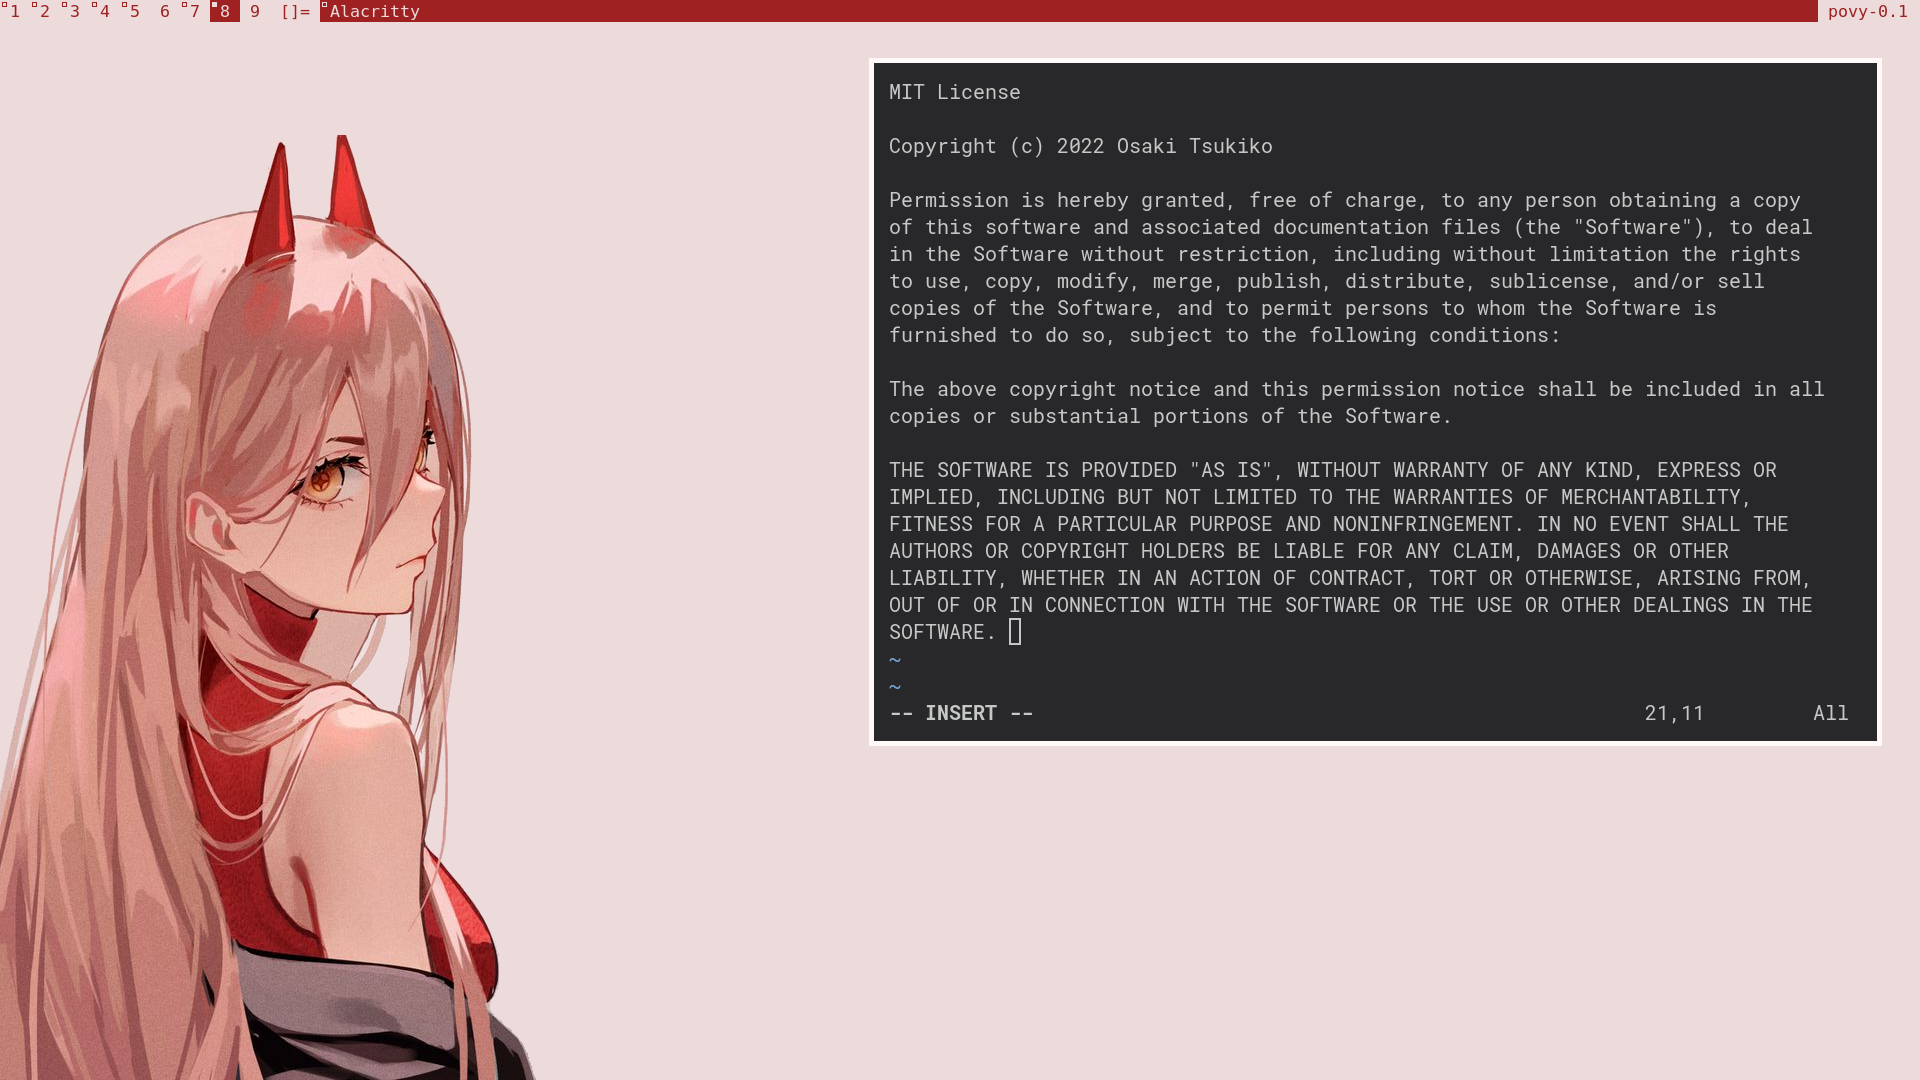 1 2 3 4 5 6 7 8 9 []= Alacritty povy-0.1
MIT License
Copyright (c) 2022 Osaki Tsukiko
Permission is hereby granted, free of charge, to any person obtaining a copy
of this software and associated documentation files (the "Software"), to deal
in the Software without restriction, including without limitation the rights
to use, copy, modify, merge, publish, distribute, sublicense, and/or sell
copies of the Software, and to permit persons to whom the Software is
furnished to do so, subject to the following conditions:
The above copyright notice and this permission notice shall be included in all
copies or substantial portions of the Software.
THE SOFTWARE IS PROVIDED "AS IS", WITHOUT WARRANTY OF ANY KIND, EXPRESS OR
IMPLIED, INCLUDING BUT NOT LIMITED TO THE WARRANTIES OF MERCHANTABILITY,
FITNESS FOR A PARTICULAR PURPOSE AND NONINFRINGEMENT. IN NO EVENT SHALL THE
AUTHORS OR COPYRIGHT HOLDERS BE LIABLE FOR ANY CLAIM, DAMAGES OR OTHER
LIABILITY, WHETHER IN AN ACTION OF CONTRACT, TORT OR OTHERWISE, ARISING FROM,
OUT OF OR IN CONNECTION WITH THE SOFTWARE OR THE USE OR OTHER DEALINGS IN THE
SOFTWARE.
~
~
-- INSERT -- 21,11 All